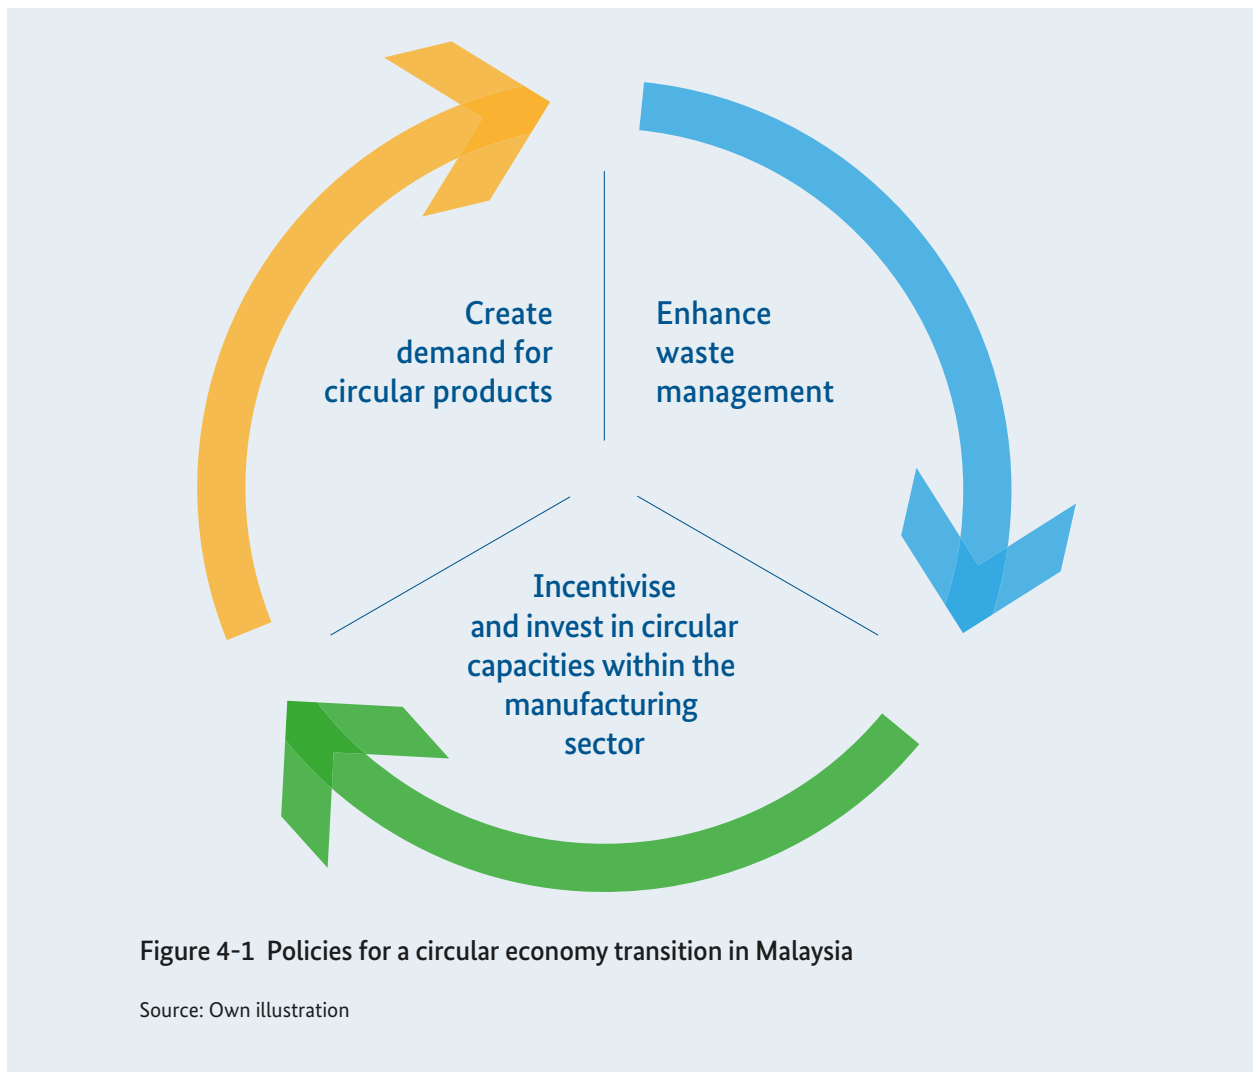 Create
demand for
circular products
Enhance
waste
management
Incentivise
and invest in circular
capacities within the
manufacturing
sector
Figure 4-1 Policies for a circular economy transition in Malaysia
Source: Own illustration